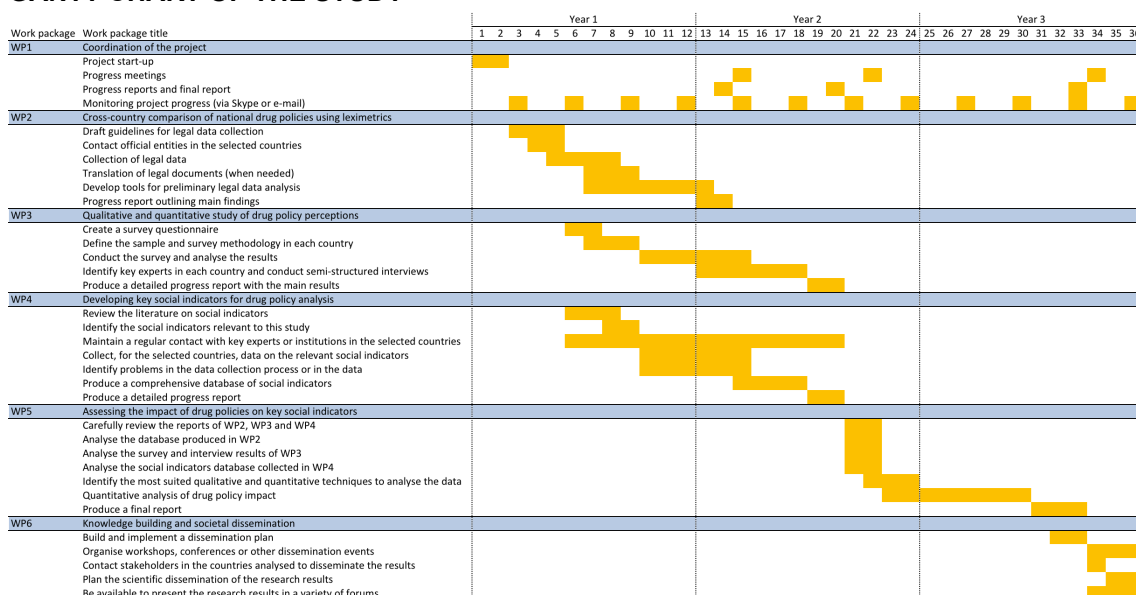 GANTT CHART OF THE STUDY
Year 1 Year 2 Year 3
Work package Work package title 1 2 3 4 5 6 7 8 9 10 11 12 13 14 15 16 17 18 19 20 21 22 23 24 25 26 27 28 29 30 31 32 33 34 35 36
WP1 Coordination of the project
Project start-up
Progress meetings
Progress reports and final report
Monitoring project progress (via Skype or e-mail)
WP2 Cross-country comparison of national drug policies using leximetrics
Draft guidelines for legal data collection
Contact official entities in the selected countries
Collection of legal data
Translation of legal documents (when needed)
Develop tools for preliminary legal data analysis
Progress report outlining main findings
WP3 Qualitative and quantitative study of drug policy perceptions
Create a survey questionnaire
Define the sample and survey methodology in each country
Conduct the survey and analyse the results
Identify key experts in each country and conduct semi-structured interviews
Produce a detailed progress report with the main results
WP4 Developing key social indicators for drug policy analysis
Review the literature on social indicators
Identify the social indicators relevant to this study
Maintain a regular contact with key experts or institutions in the selected countries
Collect, for the selected countries, data on the relevant social indicators
Identify problems in the data collection process or in the data
Produce a comprehensive database of social indicators
Produce a detailed progress report
WP5 Assessing the impact of drug policies on key social indicators
Carefully review the reports of WP2, WP3 and WP4
Analyse the database produced in WP2
Analyse the survey and interview results of WP3
Analyse the social indicators database collected in WP4
Identify the most suited qualitative and quantitative techniques to analyse the data
Quantitative analysis of drug policy impact
Produce a final report
WP6 Knowledge building and societal dissemination
Build and implement a dissemination plan
Organise workshops, conferences or other dissemination events
Contact stakeholders in the countries analysed to disseminate the results
Plan the scientific dissemination of the research results
Be available to present the research results in a variety of forums